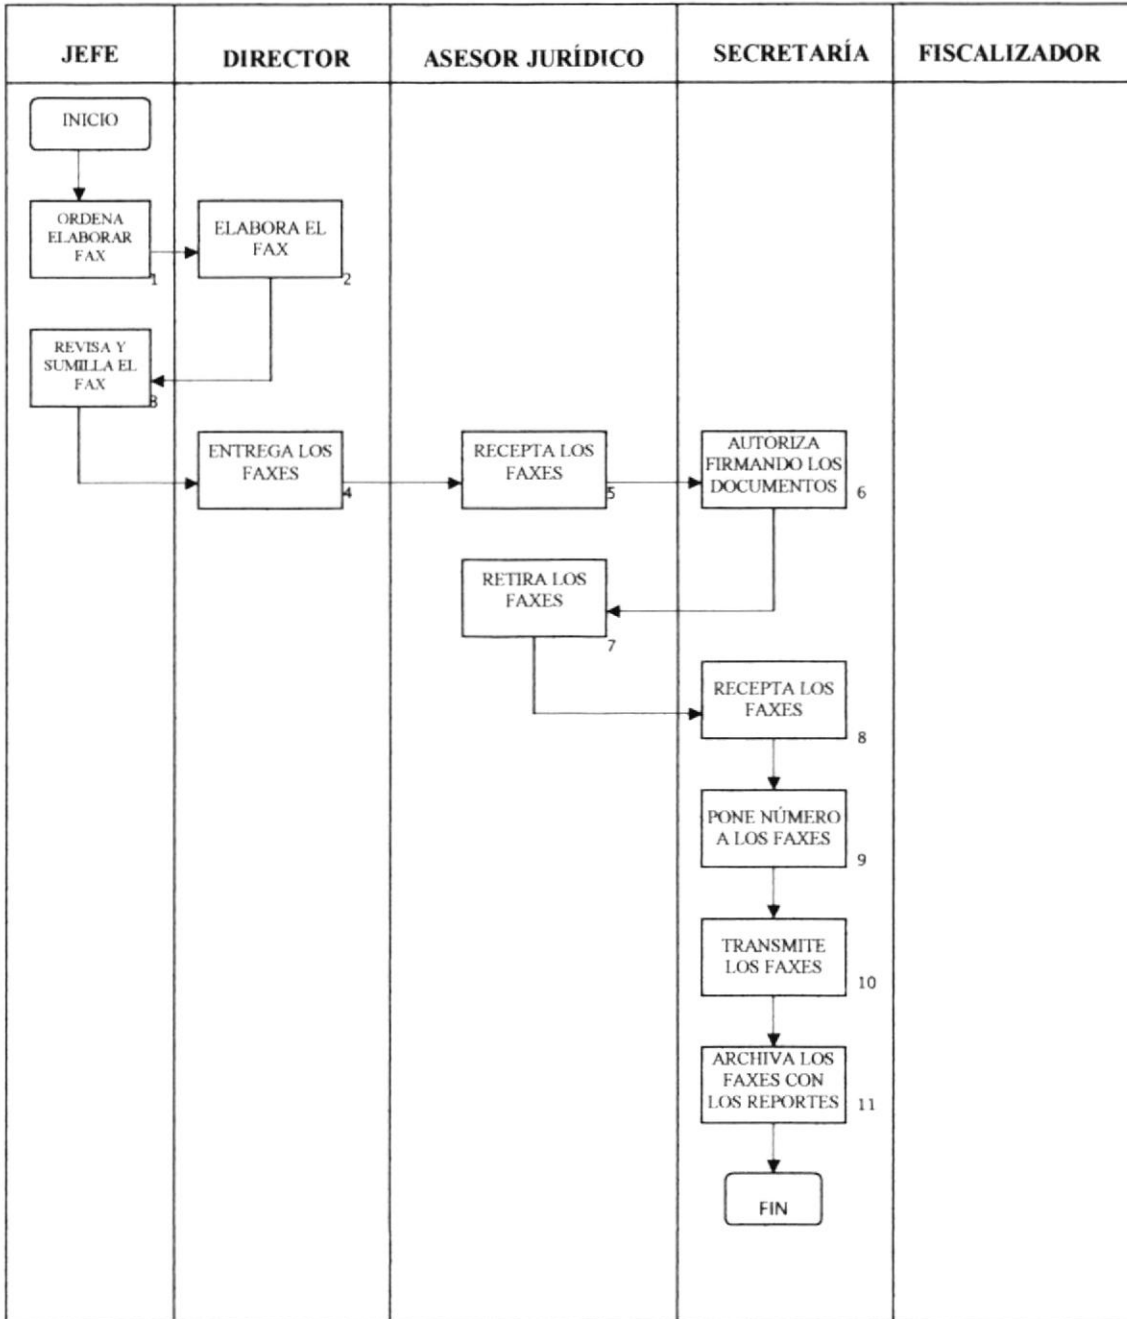 JEFE
DIRECTOR
ASESOR JURÍDICO
SECRETARÍA
FISCALIZADOR
INICIO
ORDENA
ELABORAR
FAX
1
ELABORA EL
FAX
2
REVISA Y
SUMILLA EL
FAX
3
ENTREGA LOS
FAXES
4
RECEPTA LOS
FAXES
5
AUTORIZA
FIRMANDO LOS
DOCUMENTOS
6
RETIRA LOS
FAXES
7
RECEPTA LOS
FAXES
8
PONE NÚMERO
A LOS FAXES
9
TRANSMITE
LOS FAXES
10
ARCHIVA LOS
FAXES CON
LOS REPORTES
11
FIN